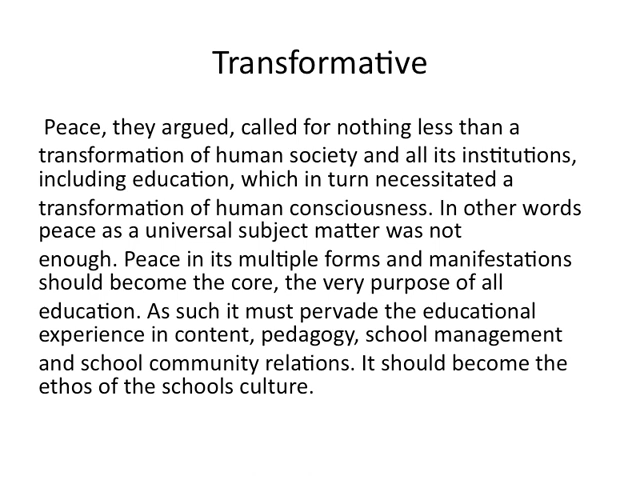 Transformative
Peace, they argued, called for nothing less than a
transformation of human society and all its institutions,
including education, which in turn necessitated a
transformation of human consciousness. In other words
peace as a universal subject matter was not
enough. Peace in its multiple forms and manifestations
should become the core, the very purpose of all
education. As such it must pervade the educational
experience in content, pedagogy, school management
and school community relations. It should become the
ethos of the schools culture.